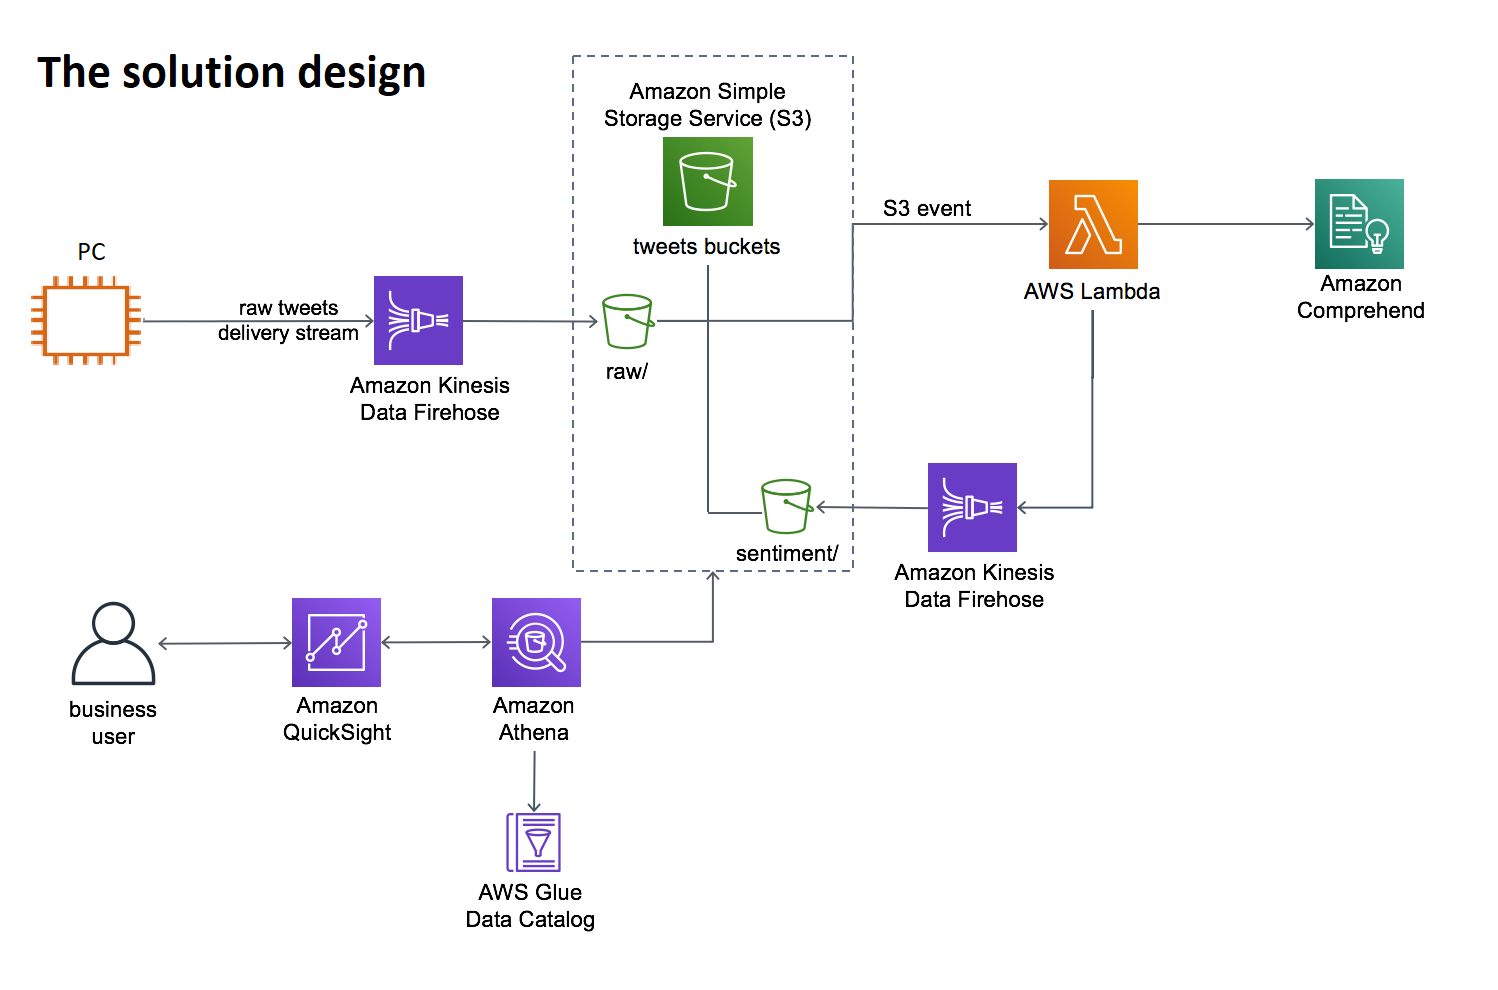 The solution design
Amazon Simple
Storage Service (S3)
tweets buckets
S3 event
AWS Lambda
Amazon
Comprehend
PC
raw tweets
delivery stream
Amazon Kinesis
Data Firehose
raw/
sentiment/
Amazon Kinesis
Data Firehose
business
user
Amazon
QuickSight
Amazon
Athena
AWS Glue
Data Catalog